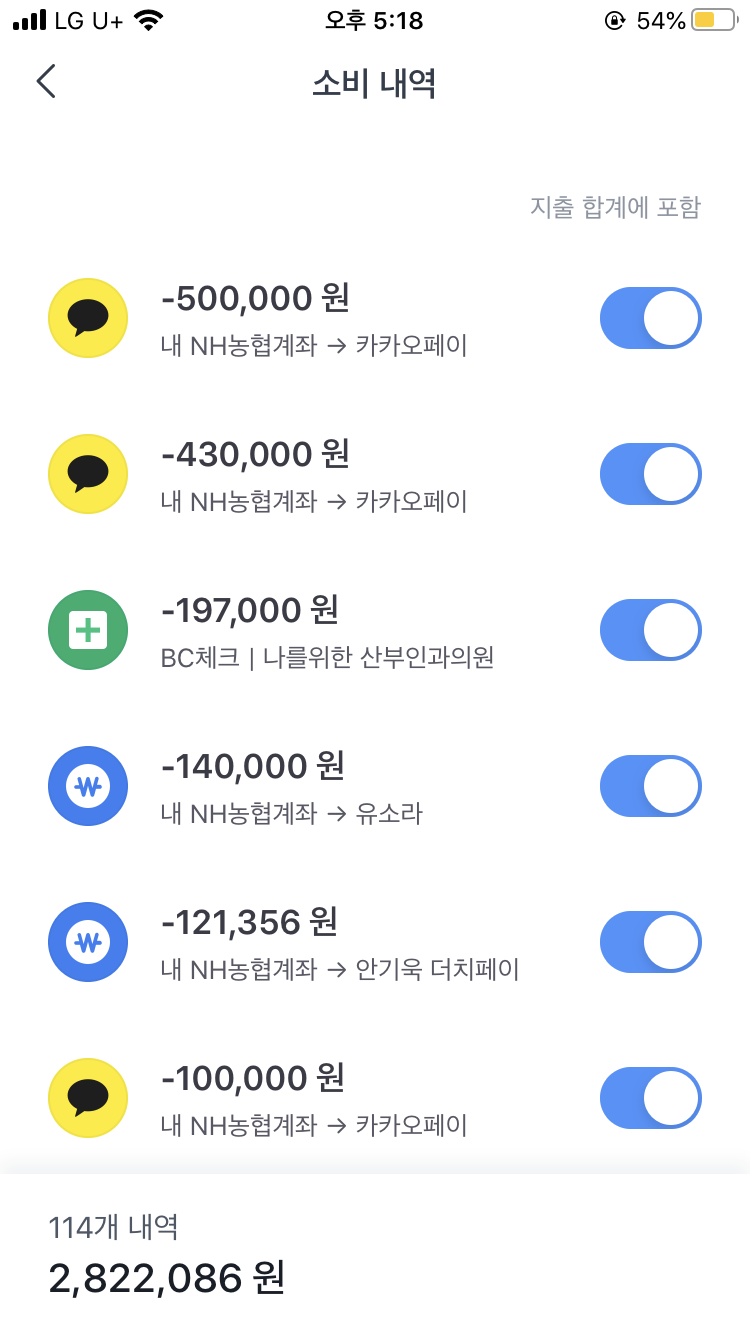 LG U+ 오후 5:18 54%
소비 내역
지출 합계에 포함
-500,000 원
내 NH농협계좌 → 카카오페이
-430,000 원
내 NH농협계좌 → 카카오페이
-197,000 원
BC체크 | 나를위한 산부인과의원
-140,000 원
내 NH농협계좌 → 유소라
-121,356 원
내 NH농협계좌 → 안기욱 더치페이
-100,000 원
내 NH농협계좌 → 카카오페이
114개 내역
2,822,086 원